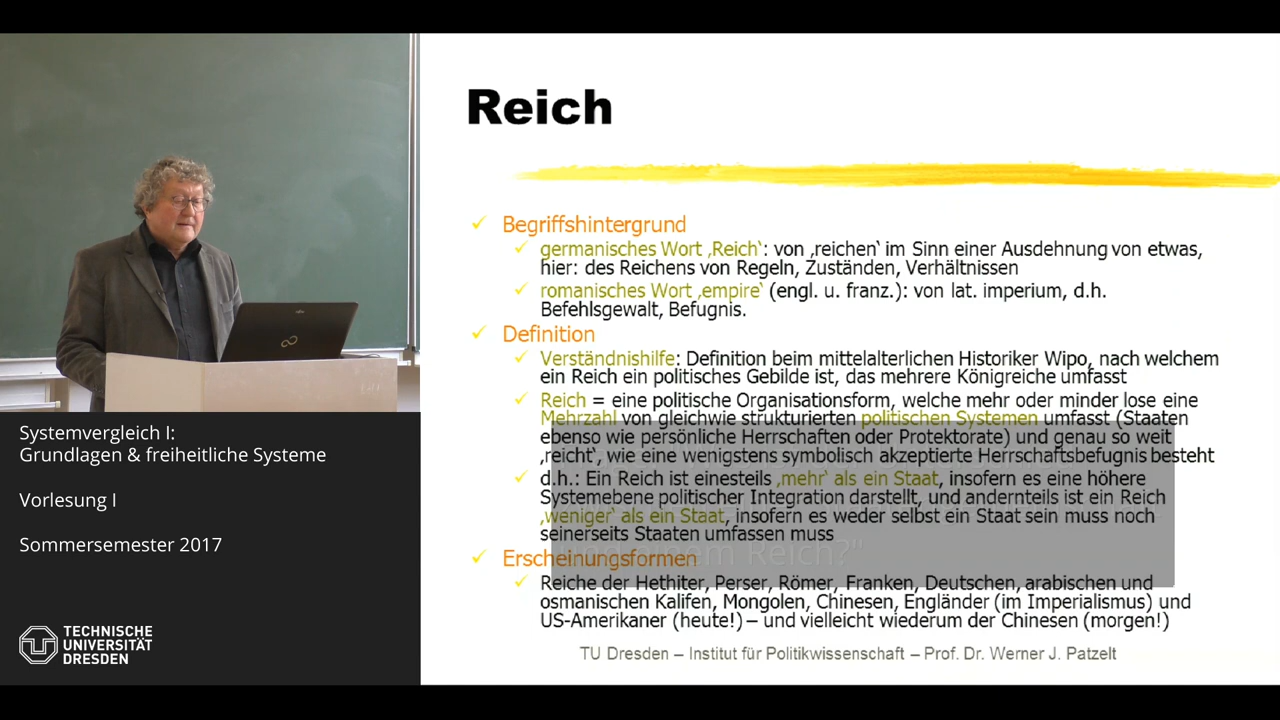 Reich
Begriffshintergrund
germanisches Wort ‚Reich‘: von ‚reichen‘ im Sinn einer Ausdehnung von etwas,
hier: des Reichens von Regeln, Zuständen, Verhältnissen
romanisches Wort ‚empire‘ (engl. u. franz.): von lat. imperium, d.h.
Befehlsgewalt, Befugnis.
Definition
Verständnishilfe: Definition beim mittelalterlichen Historiker Wipo, nach welchem
ein Reich ein politisches Gebilde ist, das mehrere Königreiche umfasst
Reich = eine politische Organisationsform, welche mehr oder minder lose eine
Mehrzahl von gleichwie strukturierten politischen Systemen umfasst (Staaten
ebenso wie persönliche Herrschaften oder Protektorate) und genau so weit
‚reicht‘, wie eine wenigstens symbolisch akzeptierte Herrschaftsbefugnis besteht
d.h.: Ein Reich ist einesteils ‚mehr‘ als ein Staat, insofern es eine höhere
Systemebene politischer Integration darstellt, und andernteils ist ein Reich
‚weniger‘ als ein Staat, insofern es weder selbst ein Staat sein muss noch
seinerseits Staaten umfassen muss
einem Reich?"
Erscheinungsformen
Reiche der Hethiter, Perser, Römer, Franken, Deutschen, arabischen und
osmanischen Kalifen, Mongolen, Chinesen, Engländer (im Imperialismus) und
US-Amerikaner (heute!) – und vielleicht wiederum der Chinesen (morgen!)
TU Dresden – Institut für Politikwissenschaft – Prof. Dr. Werner J. Patzelt
Systemvergleich I:
Grundlagen & freiheitliche Systeme
Vorlesung I
Sommersemester 2017
TECHNISCHE
UNIVERSITÄT
DRESDEN